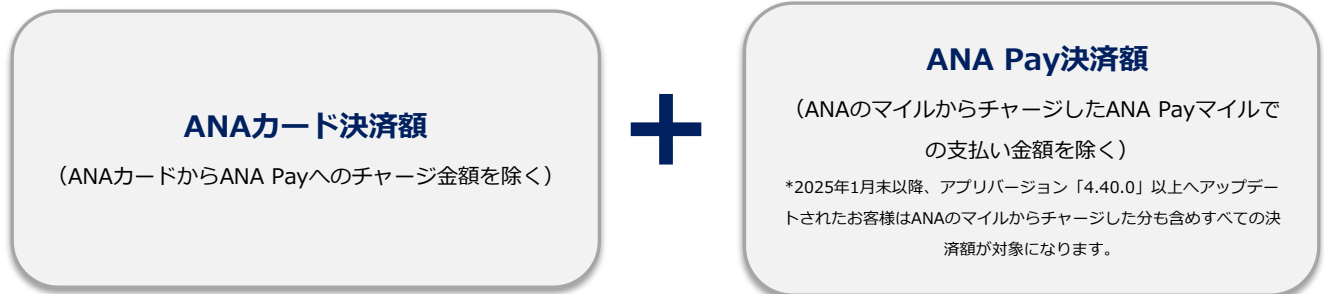 ANAカード決済額
（ANAカードからANA Payへのチャージ金額を除く）
+
ANA Pay決済額
（ANAのマイルからチャージしたANA Payマイルで
の支払い金額を除く）
*2025年1月末以降、アプリバージョン「4.40.0」以上へアップデー
トされたお客様はANAのマイルからチャージした分も含めすべての決
済額が対象になります。